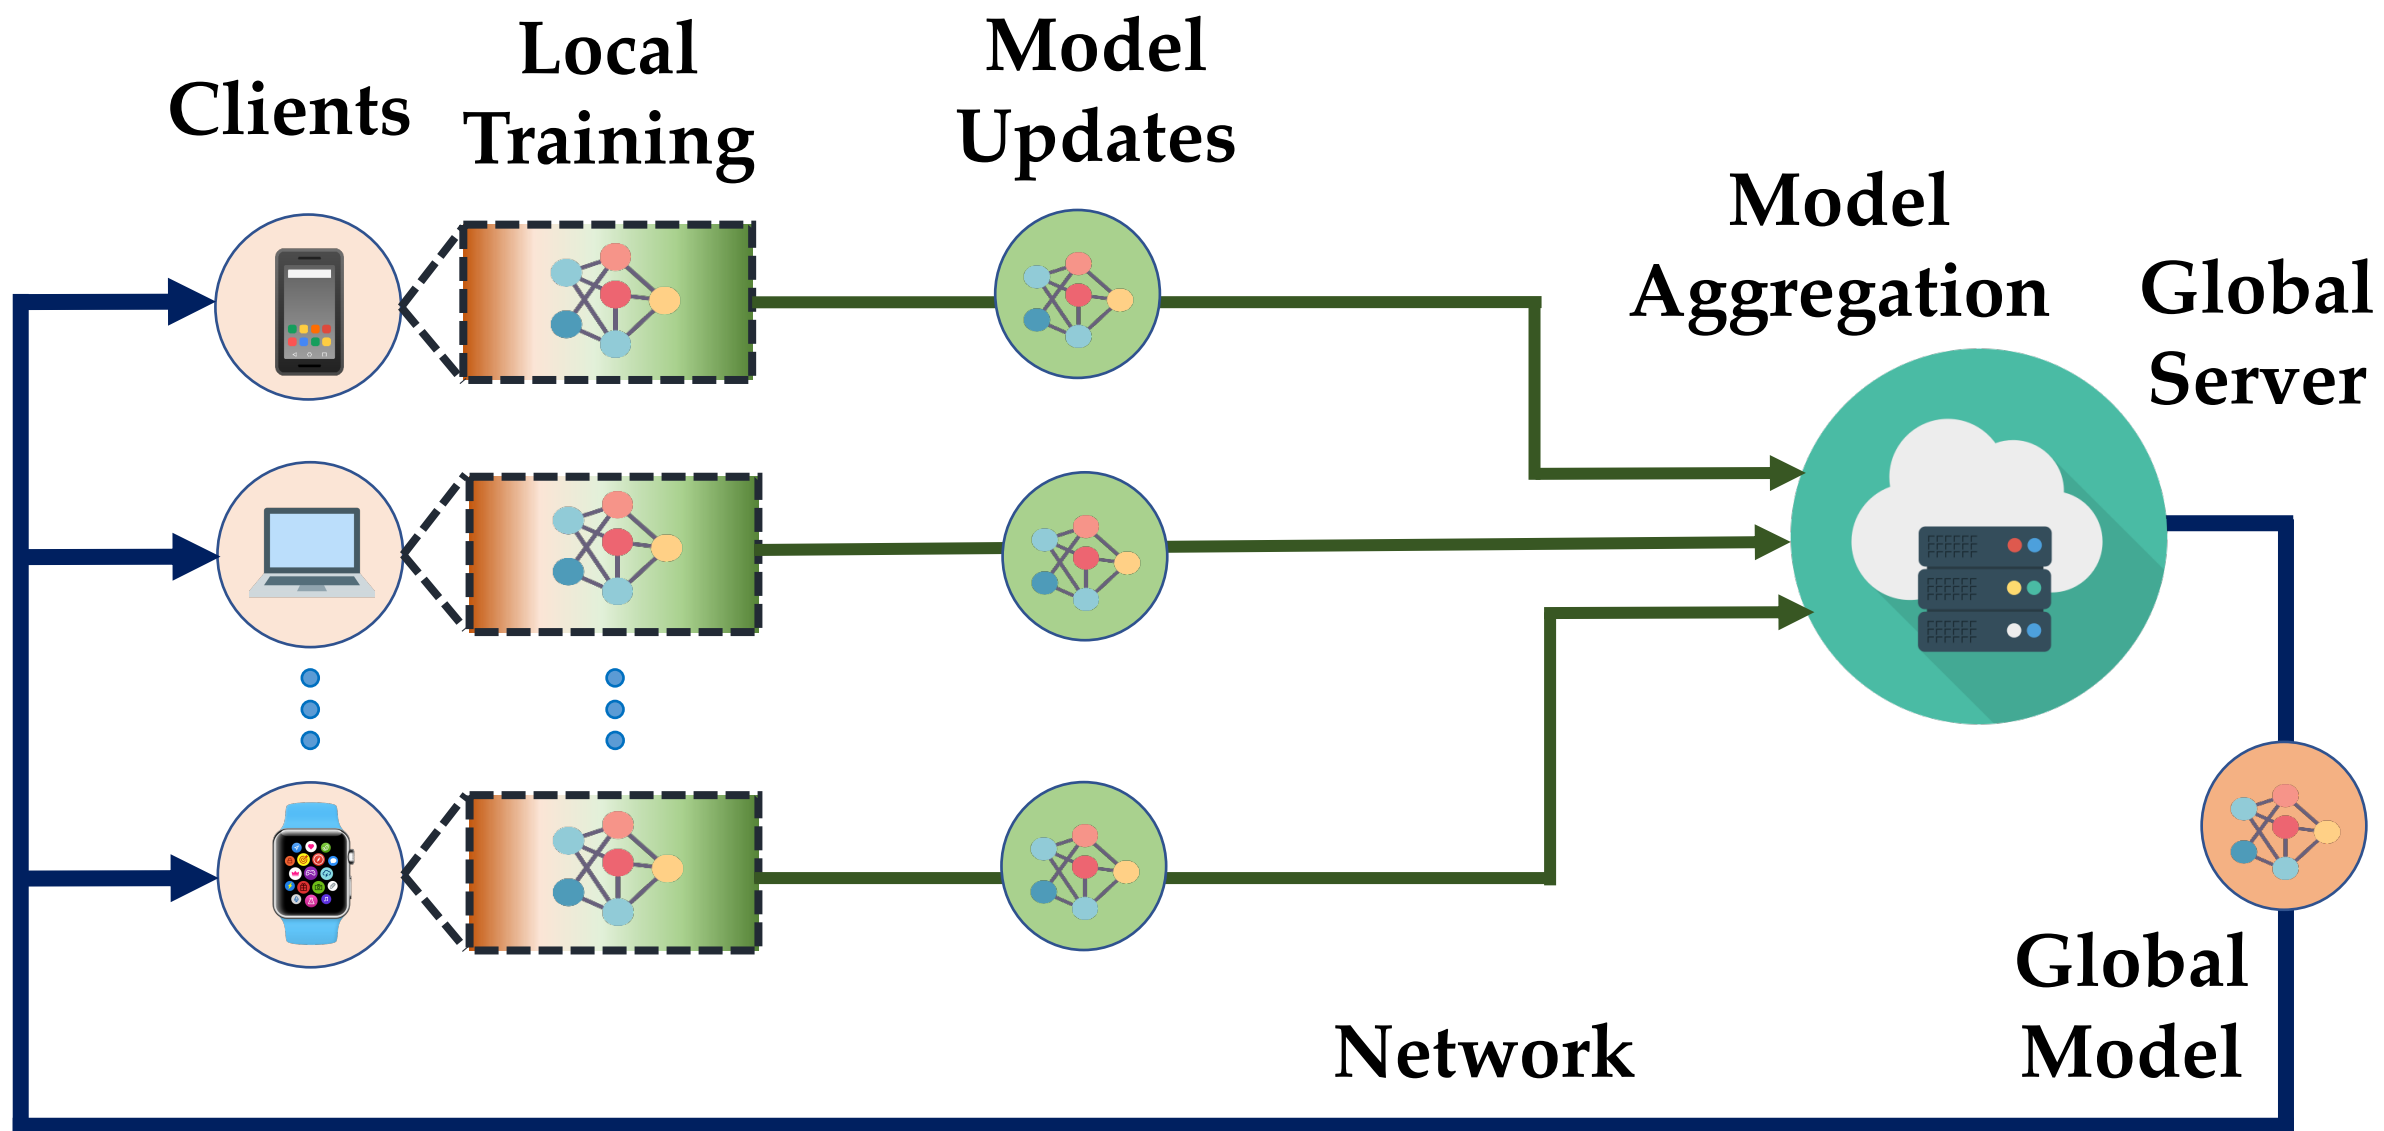 Clients
Local
Training
Model
Updates
Model
Aggregation
Global
Server
Global
Model
Network